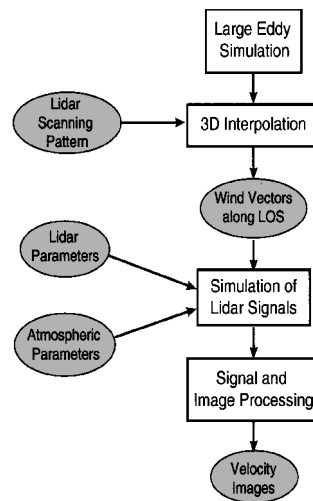 Large Eddy
Simulation
Lidar
Scanning
Pattern
3D Interpolation
Wind Vectors
along LOS
Lidar
Parameters
Simulation of
Lidar Signals
Atmospheric
Parameters
Signal and
Image Processing
Velocity
Images